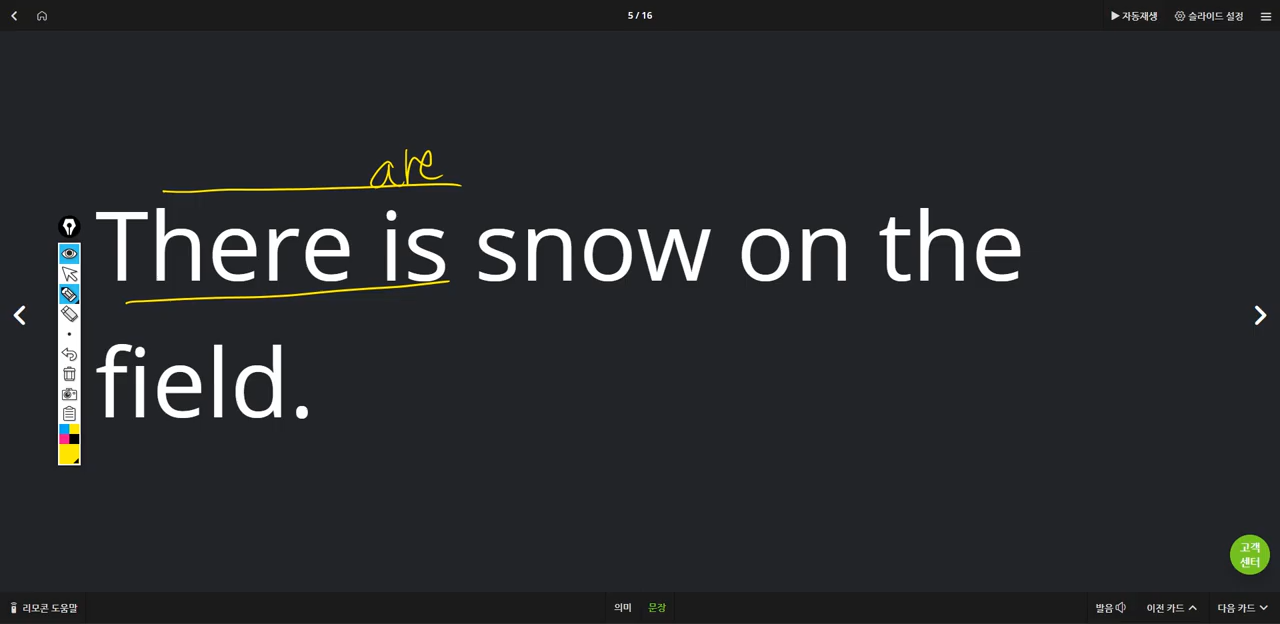 5 / 16
자동재생
슬라이드 설정
are
There is snow on the
field.
고객
센터
리모콘 도움말
의미
문장
발음
이전 카드
다음 카드